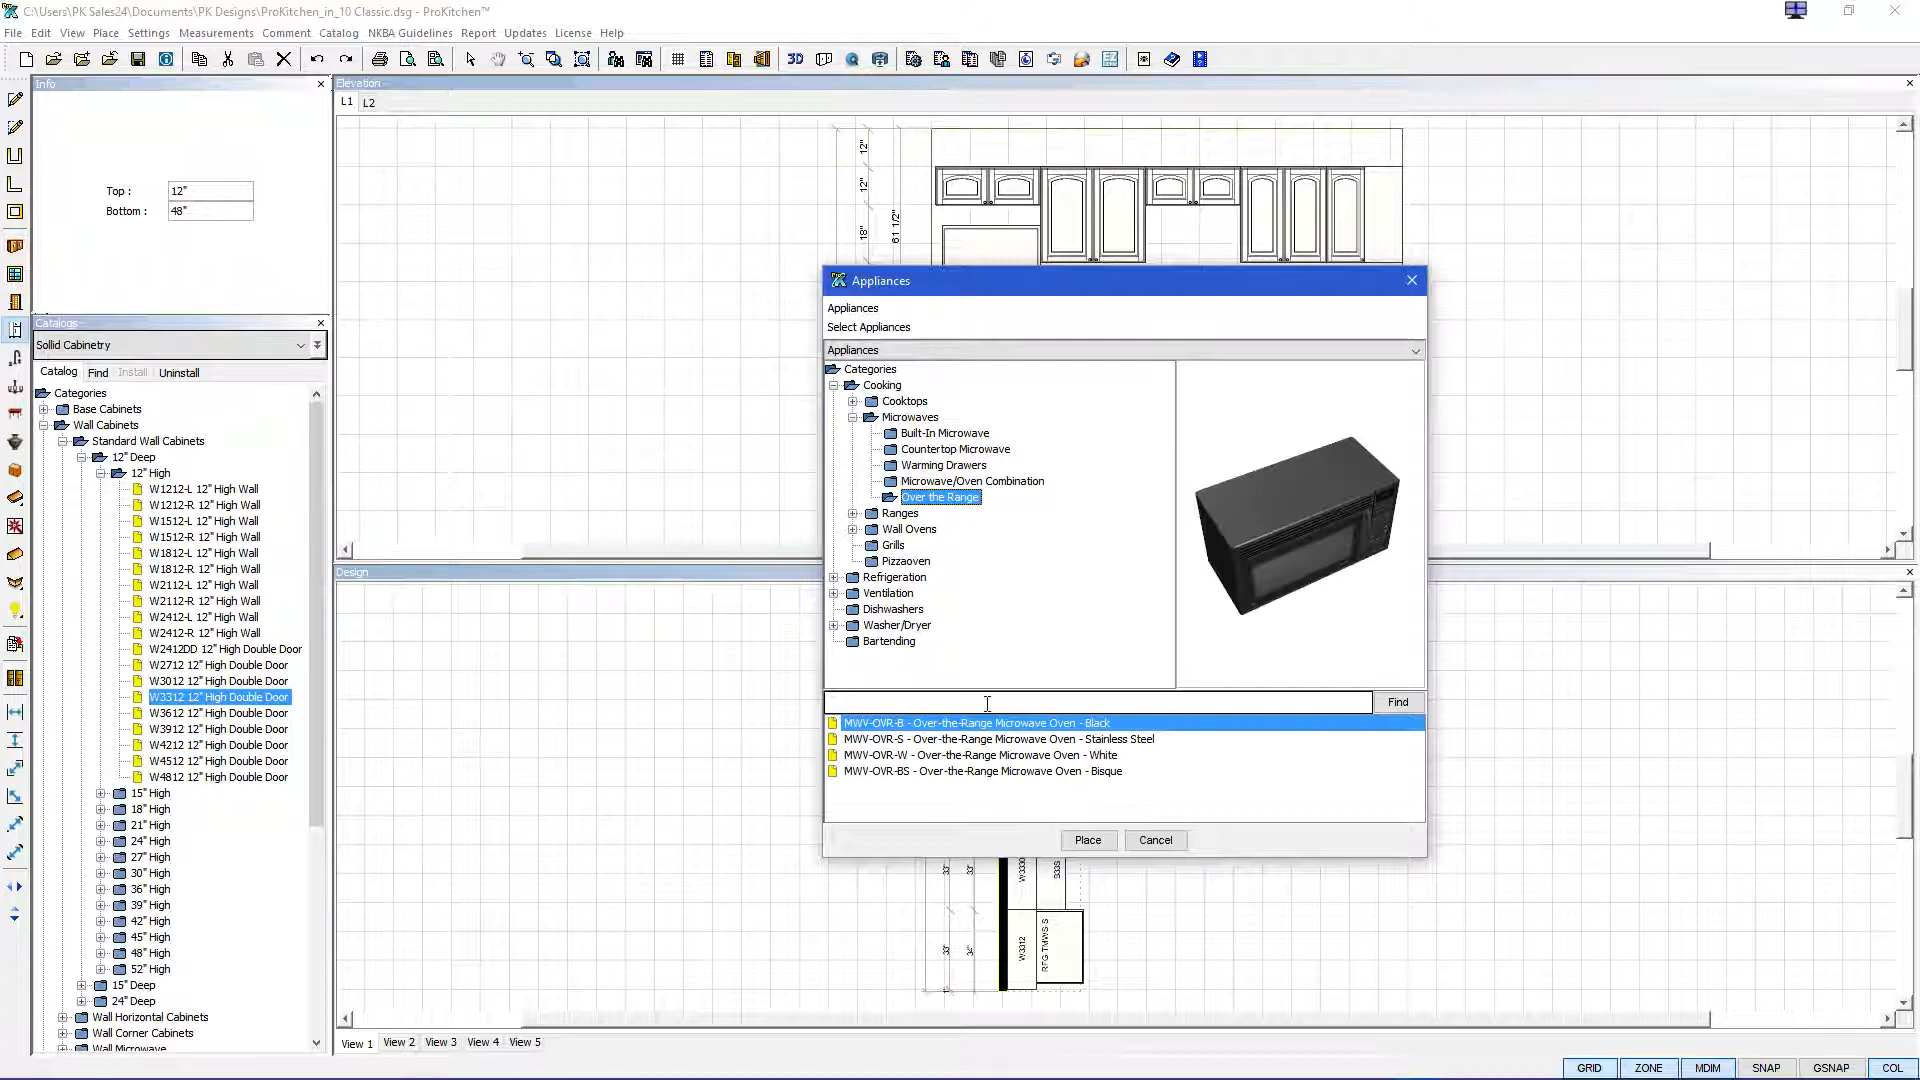 C:\Users\PK Sales24\Documents\PK Designs\ProKitchen_in_10 Classic.dsg - ProKitchen™
File Edit View Place Settings Measurements Comment Catalog NKBA Guidelines Report Updates License Help
3D
Info
Top : 12"
Bottom : 48"
Catalogs
Sollid Cabinetry
Catalog Find Install Uninstall
Categories
Base Cabinets
Wall Cabinets
Standard Wall Cabinets
12" Deep
12" High
W1212-L 12" High Wall
W1212-R 12" High Wall
W1512-L 12" High Wall
W1512-R 12" High Wall
W1812-L 12" High Wall
W1812-R 12" High Wall
W2112-L 12" High Wall
W2112-R 12" High Wall
W2412-L 12" High Wall
W2412-R 12" High Wall
W2412DD 12" High Double Door
W2712 12" High Double Door
W3012 12" High Double Door
W3312 12" High Double Door
W3612 12" High Double Door
W3912 12" High Double Door
W4212 12" High Double Door
W4512 12" High Double Door
W4812 12" High Double Door
15" High
18" High
21" High
24" High
27" High
30" High
36" High
39" High
42" High
45" High
48" High
52" High
15" Deep
24" Deep
Wall Horizontal Cabinets
Wall Corner Cabinets
Wall Microwave
Elevation
L1 L2
12"
12"
18"
61 1/2"
Appliances
Appliances
Select Appliances
Appliances
Categories
Cooking
Cooktops
Microwaves
Built-In Microwave
Countertop Microwave
Warming Drawers
Microwave/Oven Combination
Over the Range
Ranges
Wall Ovens
Grills
Pizzaoven
Refrigeration
Ventilation
Dishwashers
Washer/Dryer
Bartending
Find
MWV-OVR-B - Over-the-Range Microwave Oven - Black
MWV-OVR-S - Over-the-Range Microwave Oven - Stainless Steel
MWV-OVR-W - Over-the-Range Microwave Oven - White
MWV-OVR-BS - Over-the-Range Microwave Oven - Bisque
Place Cancel
Design
33" 33" W3330
33" 34" W3312 RFG TMWS S
View 1 View 2 View 3 View 4 View 5
GRID ZONE MDIM SNAP GSNAP COL